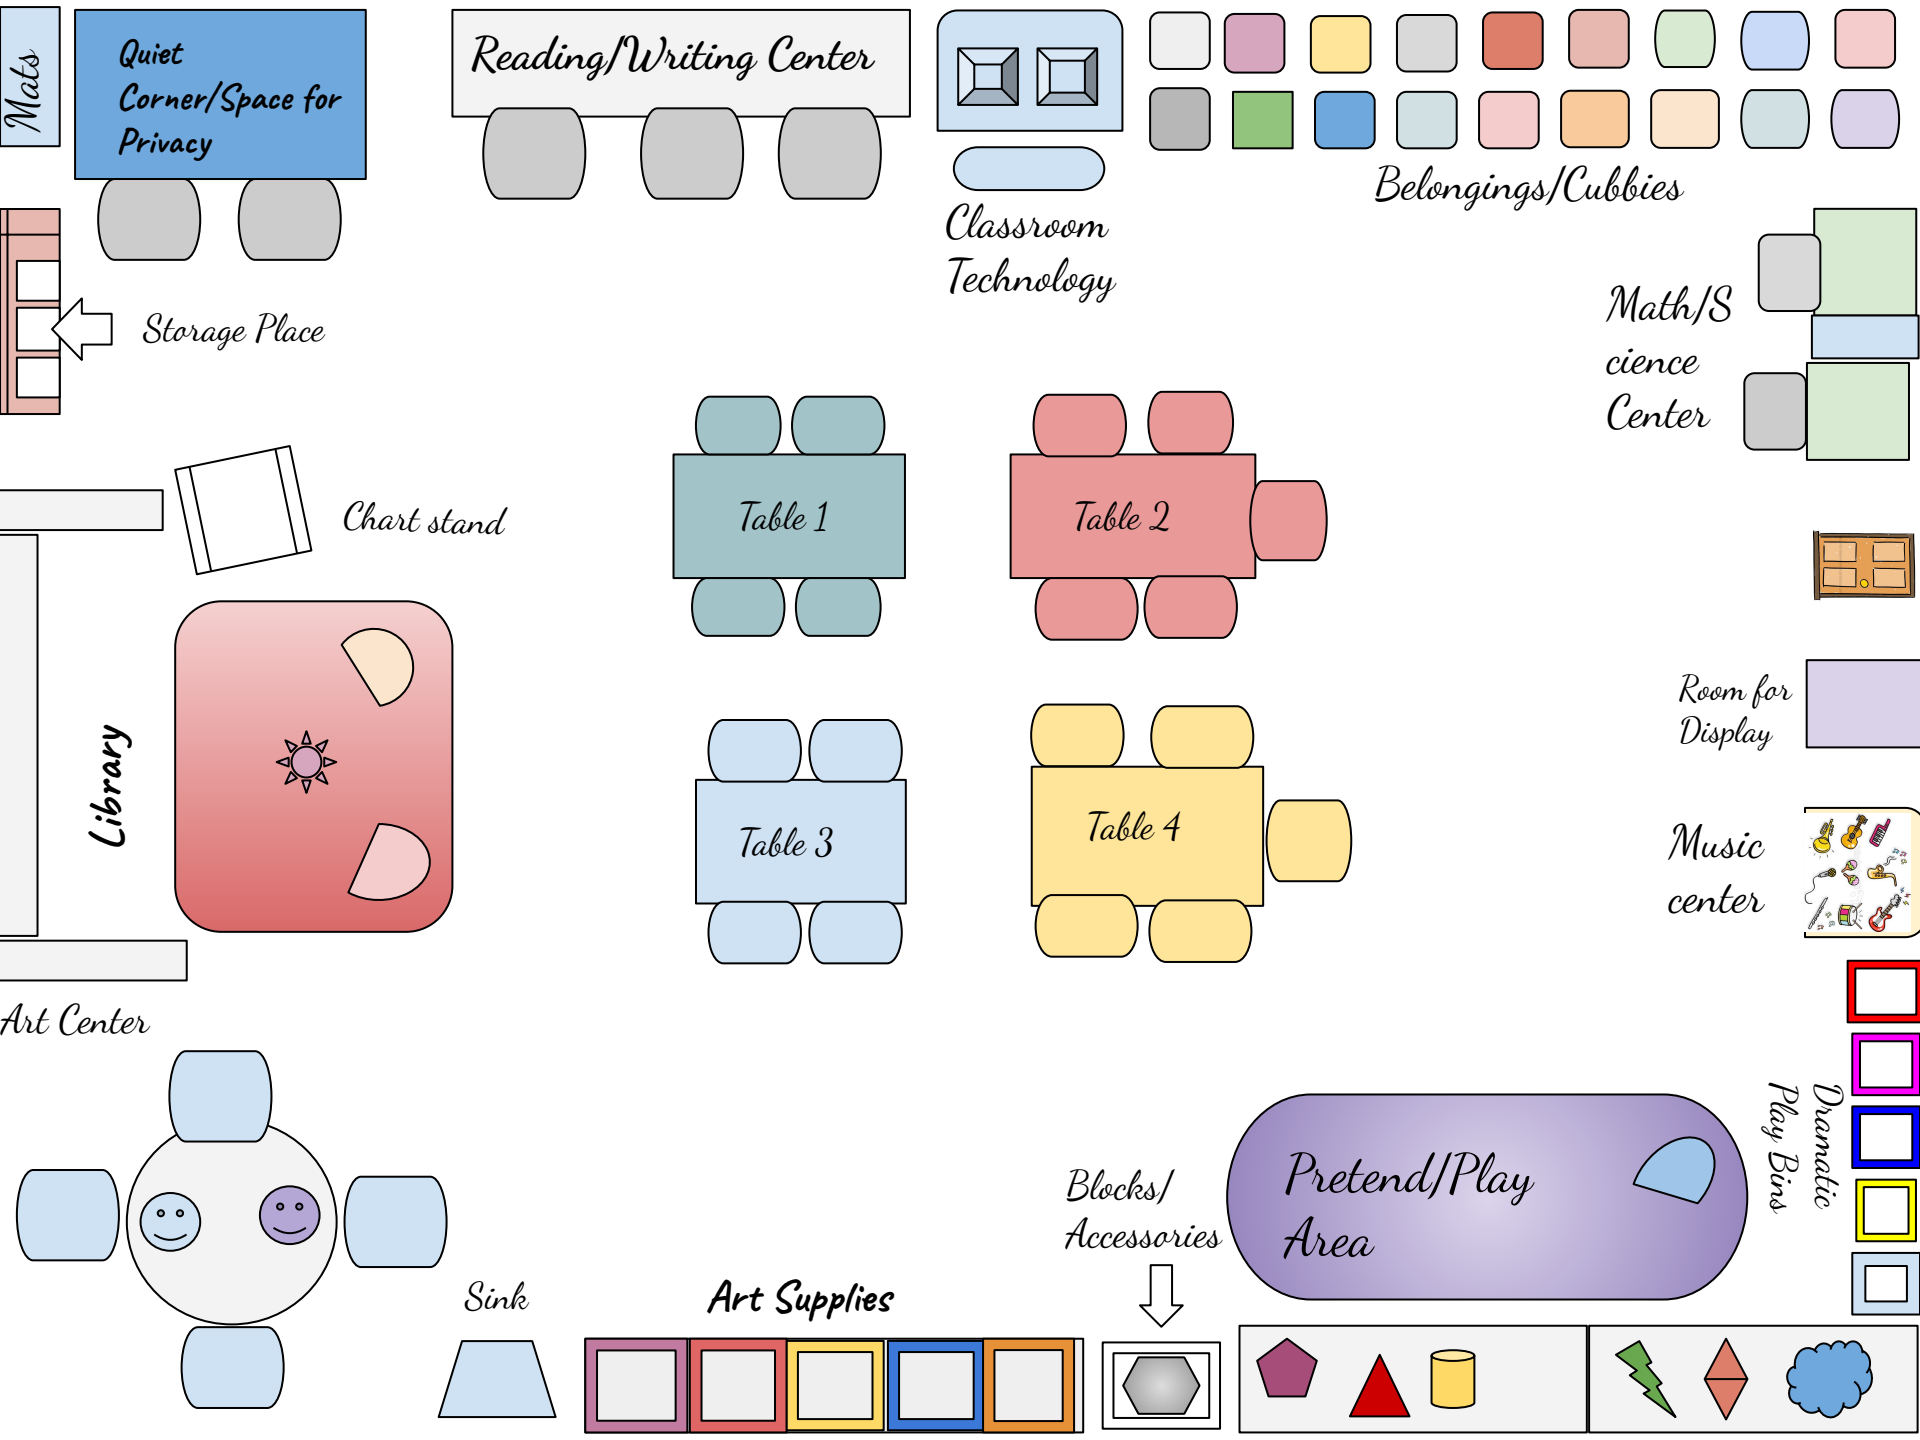 Mats
Quiet
Corner/Space for
Privacy
Reading/Writing Center
Classroom
Technology
Belongings/Cubbies
Storage Place
Math/S
cience
Center
Chart stand
Table 1
Table 2
Room for
Display
Library
Table 3
Table 4
Music
center
Art Center
Dramatic
Play Bins
Pretend/Play
Area
Blocks/
Accessories
Sink
Art Supplies